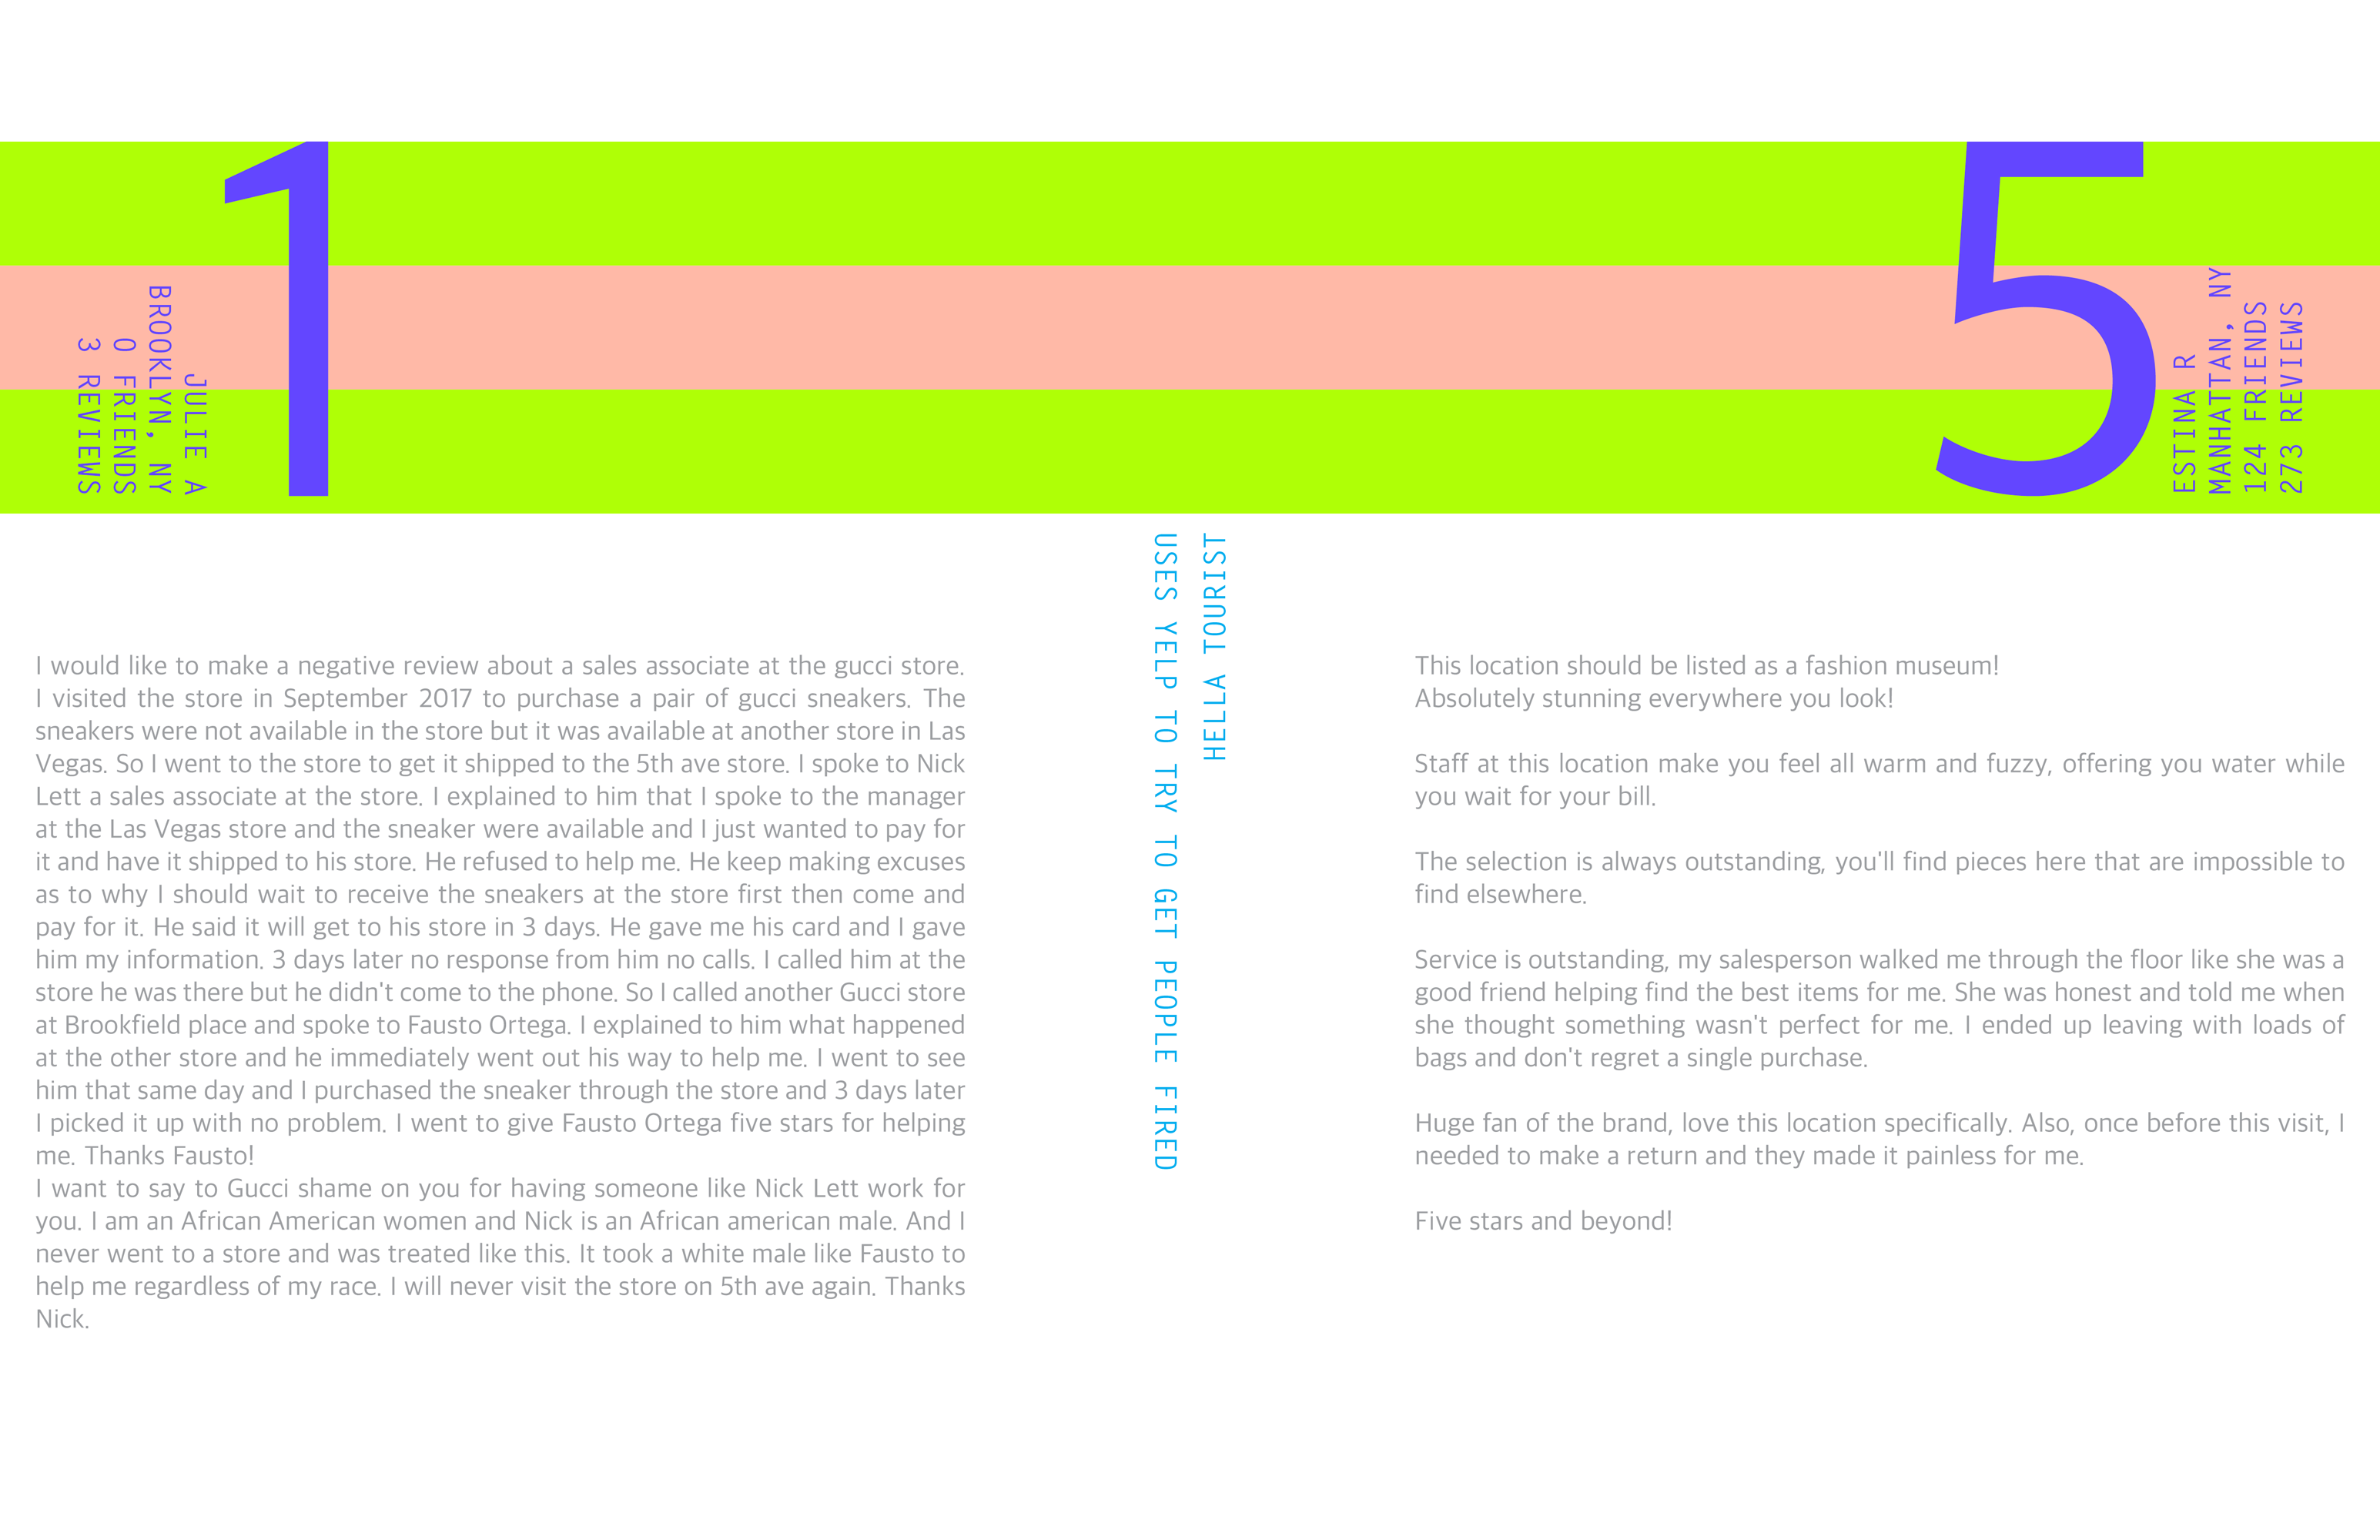 1
JULIE A
BROOKLYN, NY
0 FRIENDS
3 REVIEWS
5
ESTINA R
MANHATTAN, NY
124 FRIENDS
273 REVIEWS
USES YELP TO TRY TO GET PEOPLE FIRED
HELLA TOURIST
I would like to make a negative review about a sales associate at the gucci store.
I visited the store in September 2017 to purchase a pair of gucci sneakers. The
sneakers were not available in the store but it was available at another store in Las
Vegas. So I went to the store to get it shipped to the 5th ave store. I spoke to Nick
Lett a sales associate at the store. I explained to him that I spoke to the manager
at the Las Vegas store and the sneaker were available and I just wanted to pay for
it and have it shipped to his store. He refused to help me. He keep making excuses
as to why I should wait to receive the sneakers at the store first then come and
pay for it. He said it will get to his store in 3 days. He gave me his card and I gave
him my information. 3 days later no response from him no calls. I called him at the
store he was there but he didn't come to the phone. So I called another Gucci store
at Brookfield place and spoke to Fausto Ortega. I explained to him what happened
at the other store and he immediately went out his way to help me. I went to see
him that same day and I purchased the sneaker through the store and 3 days later
I picked it up with no problem. I went to give Fausto Ortega five stars for helping
me. Thanks Fausto!
I want to say to Gucci shame on you for having someone like Nick Lett work for
you. I am an African American women and Nick is an African american male. And I
never went to a store and was treated like this. It took a white male like Fausto to
help me regardless of my race. I will never visit the store on 5th ave again. Thanks
Nick.
This location should be listed as a fashion museum!
Absolutely stunning everywhere you look!
Staff at this location make you feel all warm and fuzzy, offering you water while
you wait for your bill.
The selection is always outstanding, you'll find pieces here that are impossible to
find elsewhere.
Service is outstanding, my salesperson walked me through the floor like she was a
good friend helping find the best items for me. She was honest and told me when
she thought something wasn't perfect for me. I ended up leaving with loads of
bags and don't regret a single purchase.
Huge fan of the brand, love this location specifically. Also, once before this visit, I
needed to make a return and they made it painless for me.
Five stars and beyond!